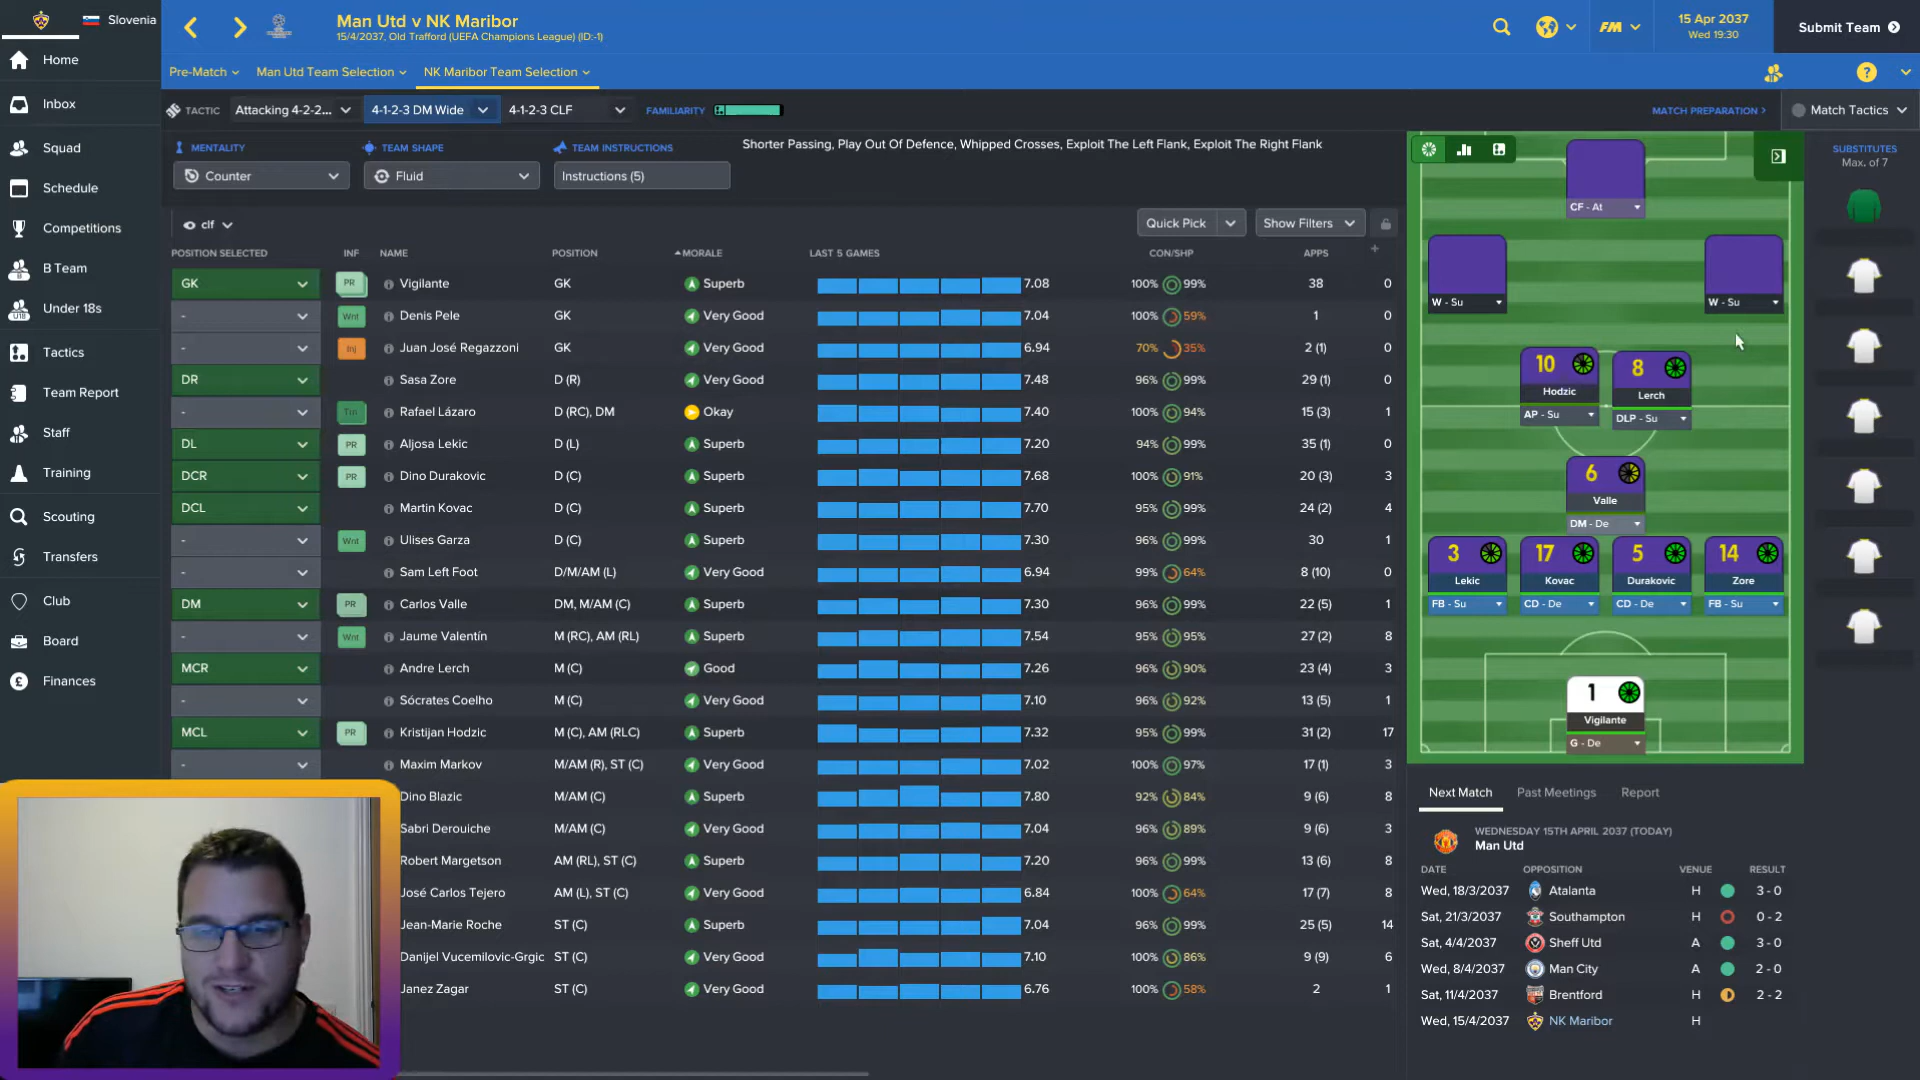 Slovenia
Man Utd v NK Maribor
15/4/2037, Old Trafford (UEFA Champions League) (ID:-1)
FM
15 Apr 2037
Wed 19:30
Submit Team
Home
Inbox
Squad
Schedule
Competitions
B Team
Under 18s
Tactics
Team Report
Staff
Training
Scouting
Transfers
Club
Board
Finances
Pre-Match
Man Utd Team Selection
NK Maribor Team Selection
TACTIC
Attacking 4-2-2...
4-1-2-3 DM Wide
4-1-2-3 CLF
FAMILIARITY
MATCH PREPARATION >
Match Tactics
MENTALITY
TEAM SHAPE
TEAM INSTRUCTIONS
Shorter Passing, Play Out Of Defence, Whipped Crosses, Exploit The Left Flank, Exploit The Right Flank
Counter
Fluid
Instructions (5)
clf
Quick Pick
Show Filters
POSITION SELECTED INF NAME POSITION MORALE LAST 5 GAMES CON/SHP APPS
GK PR Vigilante GK Superb 7.08 100% 99% 38 0
- Wnt Denis Pele GK Very Good 7.04 100% 59% 1 0
- Inj Juan José Regazzoni GK Very Good 6.94 70% 35% 2 (1) 0
DR Sasa Zore D (R) Very Good 7.48 96% 99% 29 (1) 0
- Rafael Lázaro D (RC), DM Okay 7.40 100% 94% 15 (3) 1
DL PR Aljosa Lekic D (L) Superb 7.20 94% 99% 35 (1) 0
DCR PR Dino Durakovic D (C) Superb 7.68 100% 91% 20 (3) 3
DCL Martin Kovac D (C) Superb 7.70 95% 99% 24 (2) 4
- Wnt Ulises Garza D (C) Superb 7.30 96% 99% 30 1
- Sam Left Foot D/M/AM (L) Very Good 6.94 99% 64% 8 (10) 0
DM PR Carlos Valle DM, M/AM (C) Superb 7.30 96% 99% 22 (5) 1
- Wnt Jaume Valentín M (RC), AM (RL) Superb 7.54 95% 95% 27 (2) 8
MCR Andre Lerch M (C) Good 7.26 96% 90% 23 (4) 3
- Sócrates Coelho M (C) Very Good 7.10 96% 92% 13 (5) 1
MCL PR Kristijan Hodzic M (C), AM (RLC) Superb 7.32 95% 99% 31 (2) 17
- Maxim Markov M/AM (R), ST (C) Very Good 7.02 100% 97% 17 (1) 3
Dino Blazic M/AM (C) Superb 7.80 92% 84% 9 (6) 8
Sabri Derouiche M/AM (C) Very Good 7.04 96% 89% 9 (6) 3
Robert Margetson AM (RL), ST (C) Superb 7.20 96% 99% 13 (6) 8
José Carlos Tejero AM (L), ST (C) Very Good 6.84 100% 64% 17 (7) 8
Jean-Marie Roche ST (C) Superb 7.04 96% 99% 25 (5) 14
Danijel Vucemilovic-Grgic ST (C) Very Good 7.10 100% 86% 9 (9) 6
Janez Zagar ST (C) Very Good 6.76 100% 58% 2 1
SUBSTITUTES
Max. of 7
CF - At
W - Su
W - Su
10
Hodzic
AP - Su
8
Lerch
DLP - Su
6
Valle
DM - De
3 17 5 14
Lekic Kovac Durakovic Zore
FB - Su CD - De CD - De FB - Su
1
Vigilante
G - De
Next Match Past Meetings Report
WEDNESDAY 15TH APRIL 2037 (TODAY)
Man Utd
DATE OPPOSITION VENUE RESULT
Wed, 18/3/2037 Atalanta H 3 - 0
Sat, 21/3/2037 Southampton H 0 - 2
Sat, 4/4/2037 Sheff Utd A 3 - 0
Wed, 8/4/2037 Man City A 2 - 0
Sat, 11/4/2037 Brentford H 2 - 2
Wed, 15/4/2037 NK Maribor H